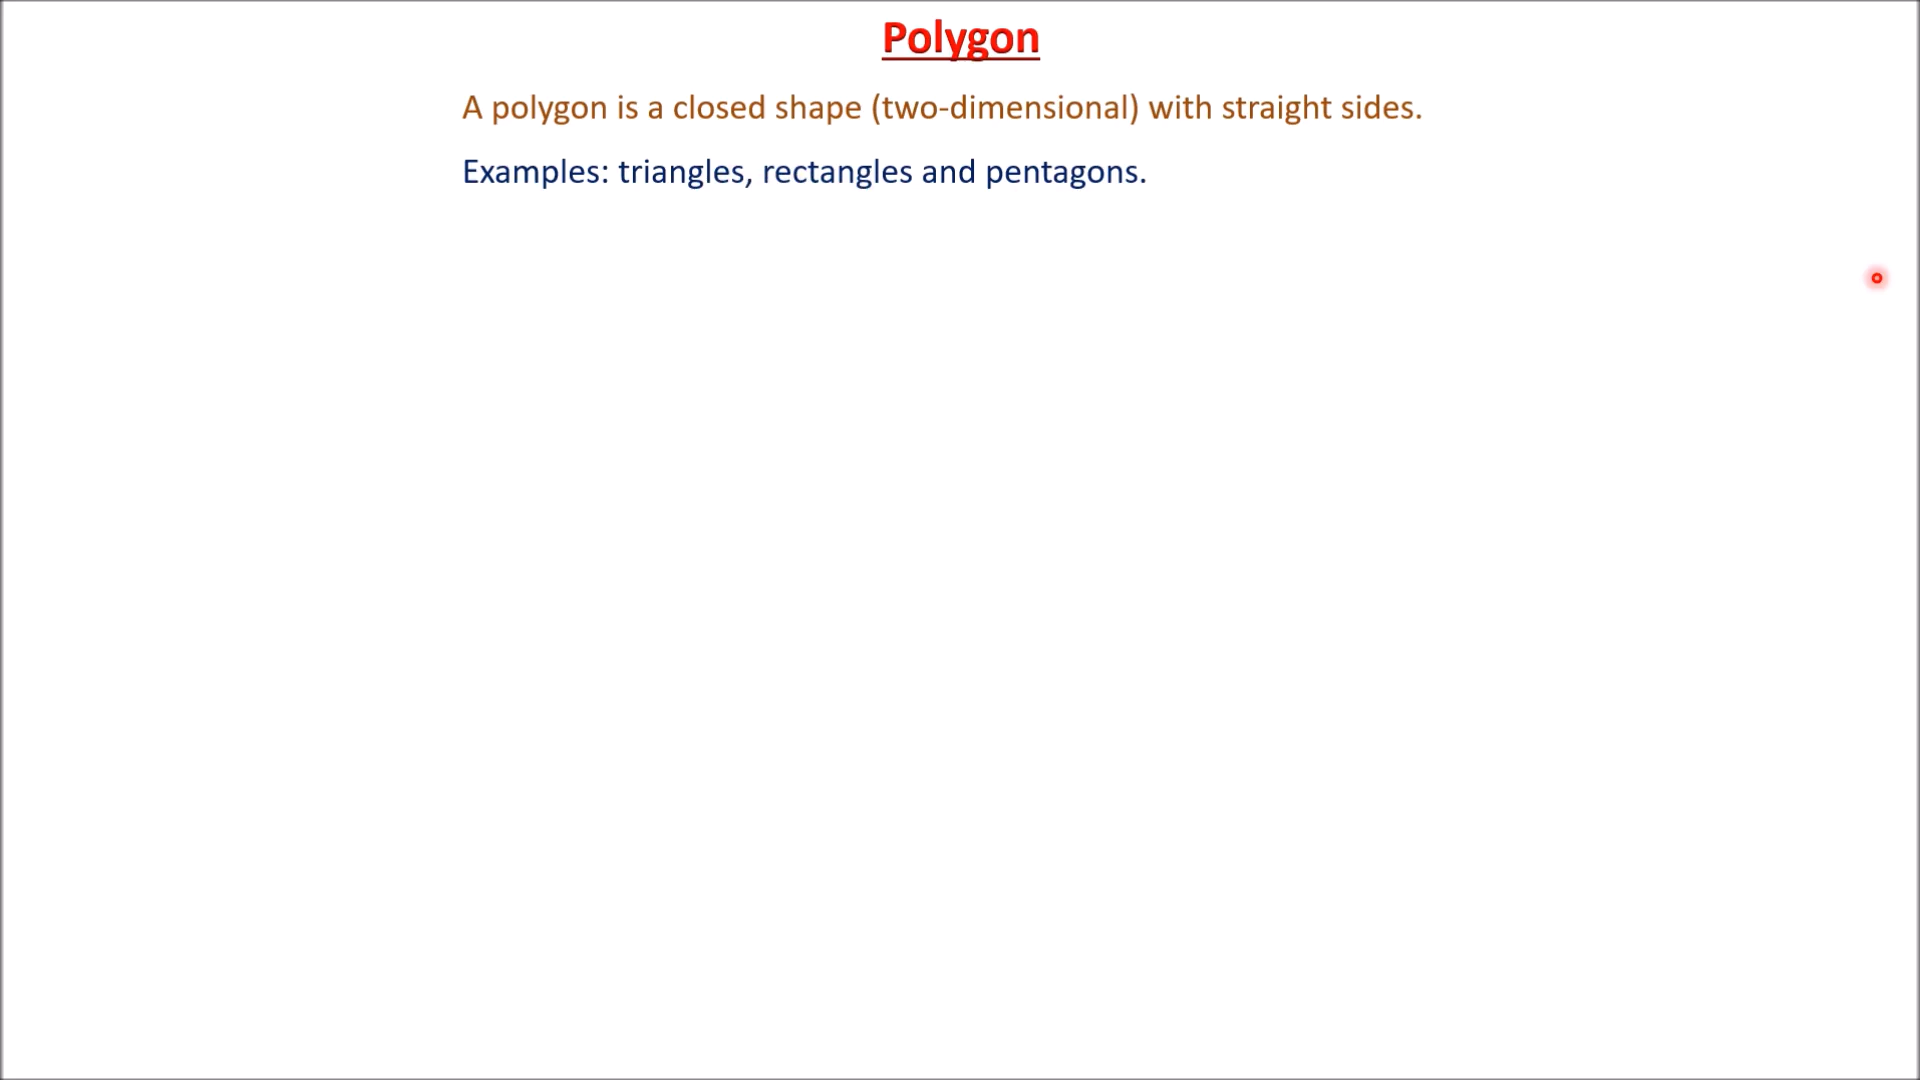 Polygon
A polygon is a closed shape (two-dimensional) with straight sides.
Examples: triangles, rectangles and pentagons.